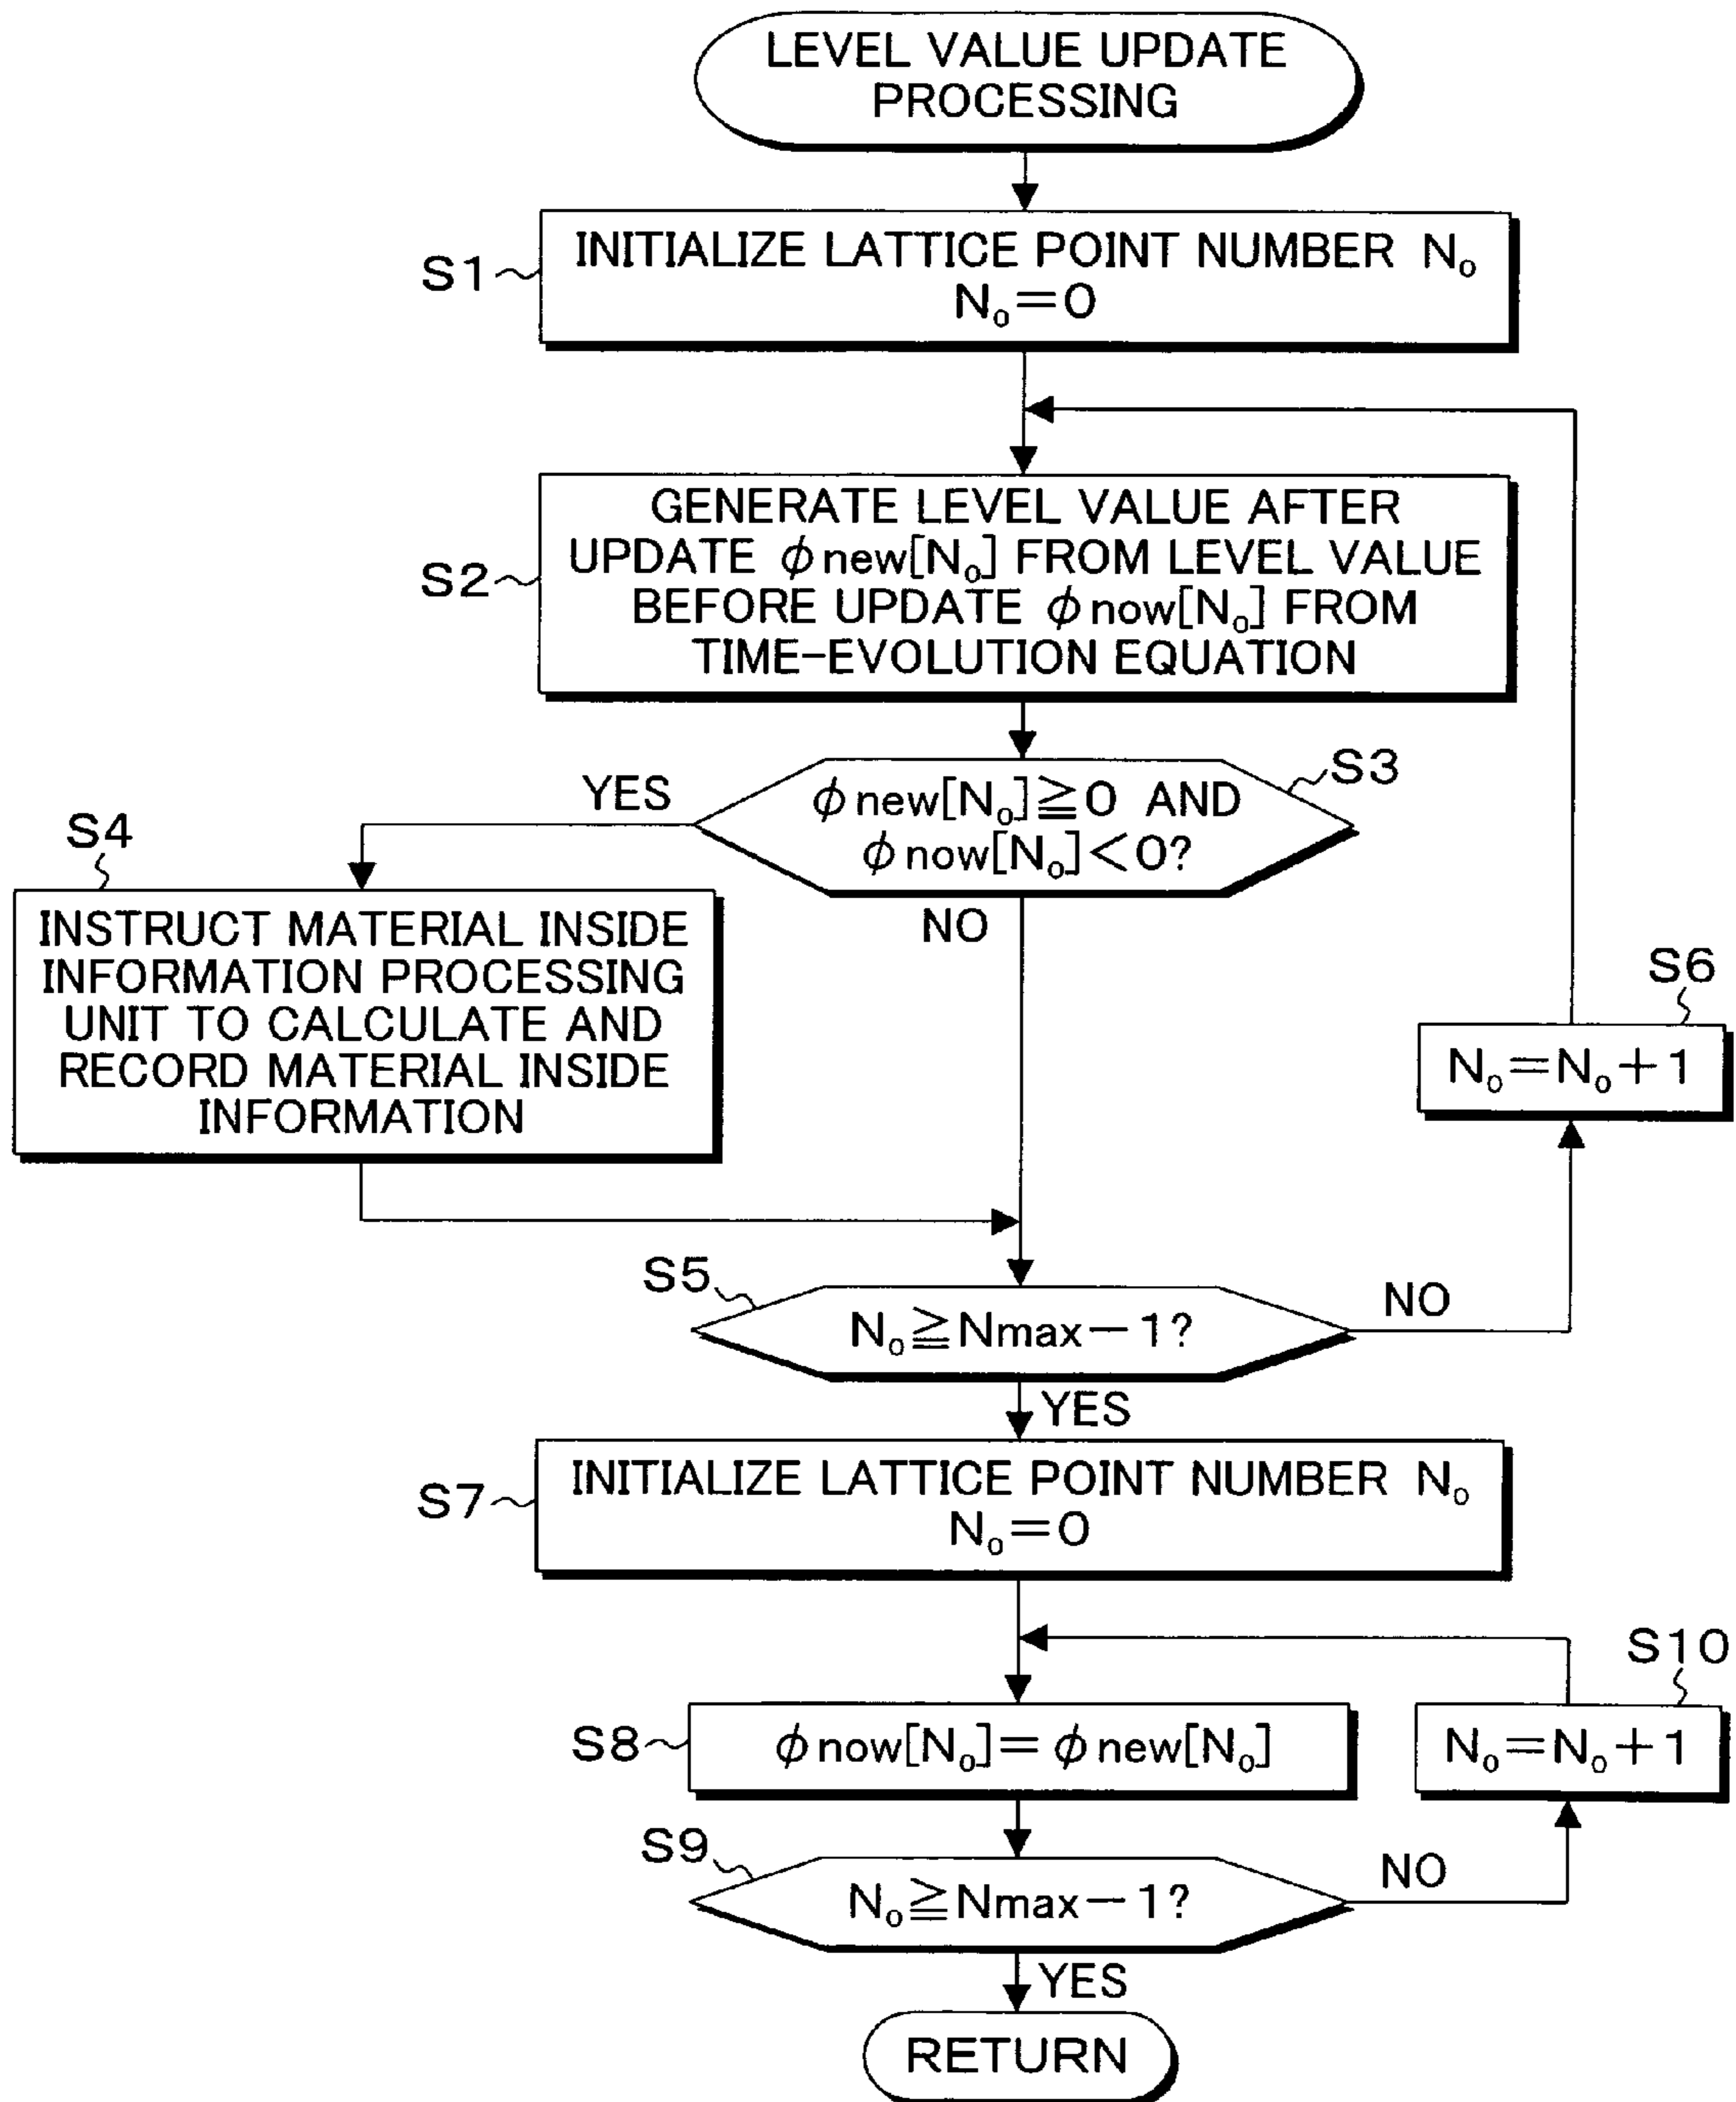 LEVEL VALUE UPDATE
PROCESSING
S1
INITIALIZE LATTICE POINT NUMBER N₀
N₀=0
S2
GENERATE LEVEL VALUE AFTER
UPDATE ϕnew[N₀] FROM LEVEL VALUE
BEFORE UPDATE ϕnow[N₀] FROM
TIME-EVOLUTION EQUATION
S3
ϕnew[N₀]≧0 AND
ϕnow[N₀]<0?
YES
NO
S4
INSTRUCT MATERIAL INSIDE
INFORMATION PROCESSING
UNIT TO CALCULATE AND
RECORD MATERIAL INSIDE
INFORMATION
S6
N₀=N₀+1
S5
N₀≧Nmax-1?
NO
YES
S7
INITIALIZE LATTICE POINT NUMBER N₀
N₀=0
S10
N₀=N₀+1
S8
ϕnow[N₀]=ϕnew[N₀]
S9
N₀≧Nmax-1?
NO
YES
RETURN